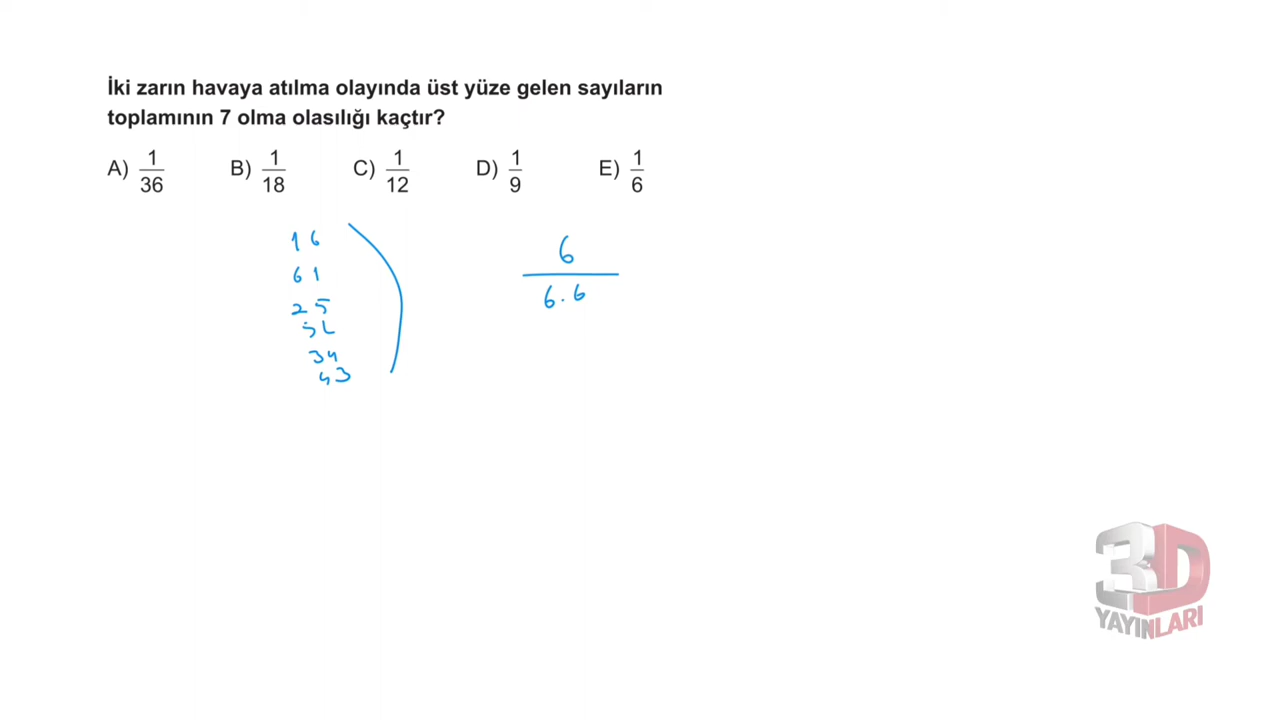 İki zarın havaya atılma olayında üst yüze gelen sayıların
toplamının 7 olma olasılığı kaçtır?
A) 1/36 B) 1/18 C) 1/12 D) 1/9 E) 1/6
1 6
6 1
2 5
3 4
4 3
6
6.6
3D
YAYINLARI